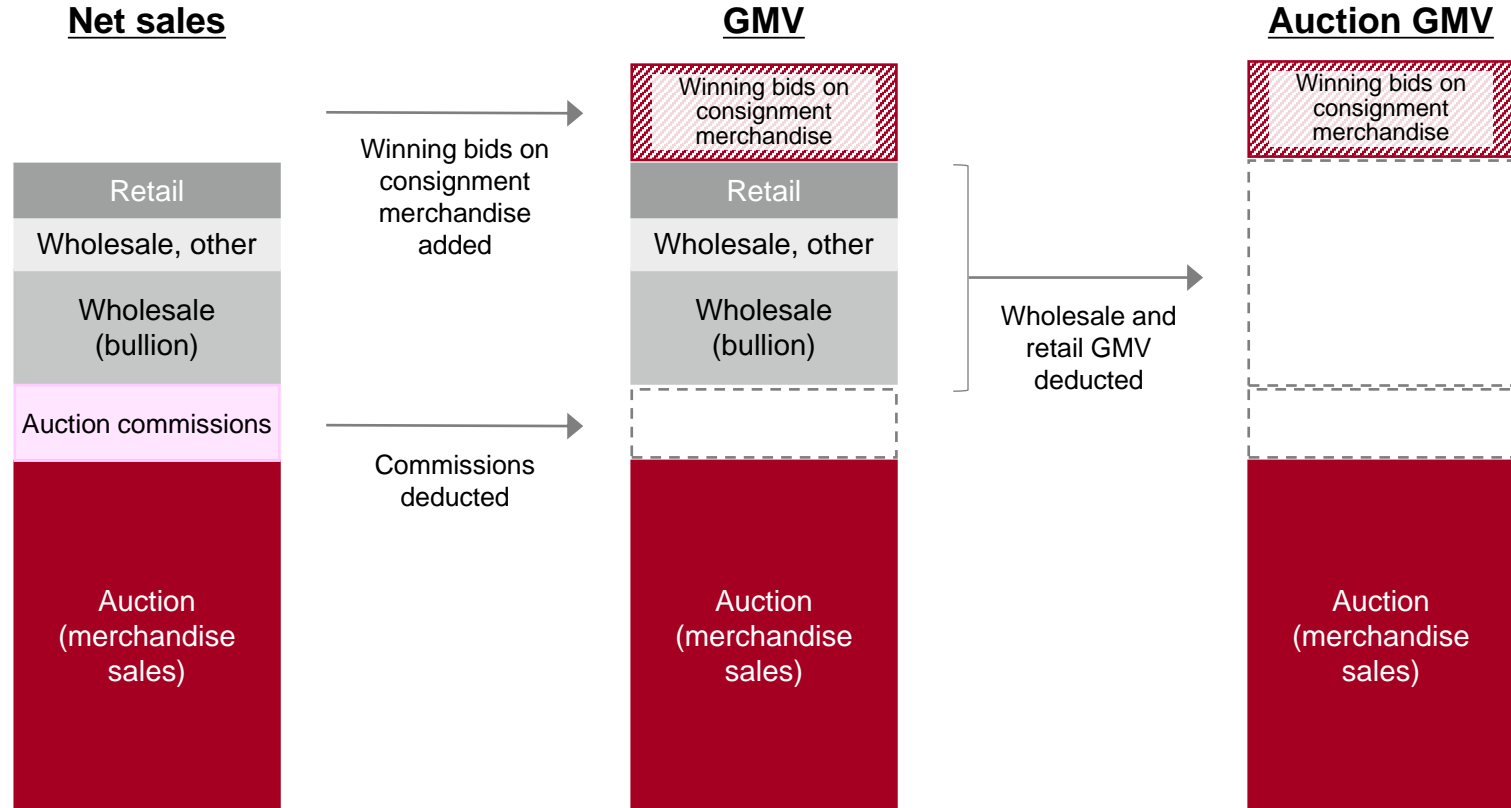 Net sales
GMV
Auction GMV
Winning bids on
consignment
merchandise
added
Commissions
deducted
Retail
Wholesale, other
Wholesale
(bullion)
Auction commissions
Auction
(merchandise
sales)
Winning bids on
consignment
merchandise
Retail
Wholesale, other
Wholesale
(bullion)
Auction
(merchandise
sales)
Wholesale and
retail GMV
deducted
Winning bids on
consignment
merchandise
Auction
(merchandise
sales)